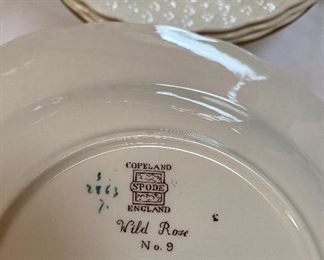 COPELAND
SPODE
ENGLAND
Wild Rose
No. 9